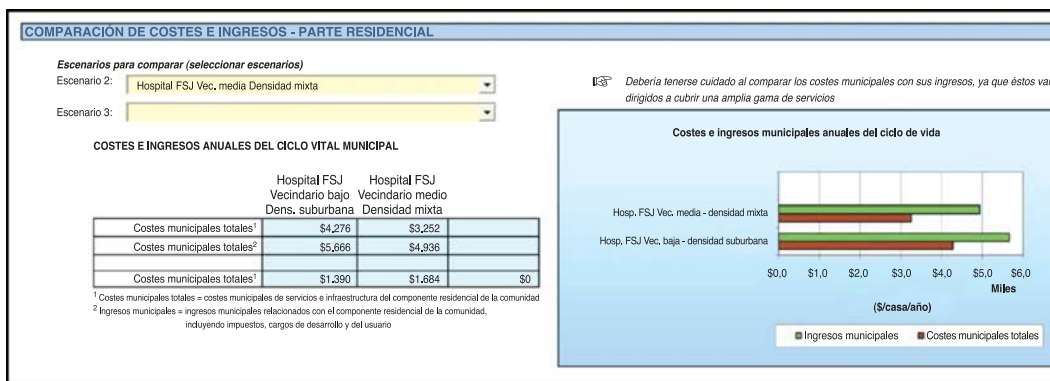 COMPARACIÓN DE COSTES E INGRESOS - PARTE RESIDENCIAL
Escenarios para comparar (seleccionar escenarios)
Escenario 2:
Hospital FSJ Vec. media Densidad mixta
Escenario 3:
COSTES E INGRESOS ANUALES DEL CICLO VITAL MUNICIPAL
Hospital FSJ Hospital FSJ
Vecindario bajo Vecindario medio
Dens. suburbana Densidad mixta
Costes municipales totales¹ $4,276 $3,252
Costes municipales totales² $5,666 $4,936
Costes municipales totales¹ $1.390 $1.684 $0
¹ Costes municipales totales = costes municipales de servicios e infraestructura del componente residencial de la comunidad
² Ingresos municipales = ingresos municipales relacionados con el componente residencial de la comunidad,
incluyendo impuestos, cargos de desarrollo y del usuario
Debería tenerse cuidado al comparar los costes municipales con sus ingresos, ya que éstos va
dirigidos a cubrir una amplia gama de servicios
Costes e ingresos municipales anuales del ciclo de vida
Hosp. FSJ Vec. media - densidad mixta
Hosp. FSJ Vec. baja - densidad suburbana
$0,0 $1,0 $2,0 $3,0 $4,0 $5,0 $6,0
Miles
($/casa/año)
Ingresos municipales Costes municipales totales